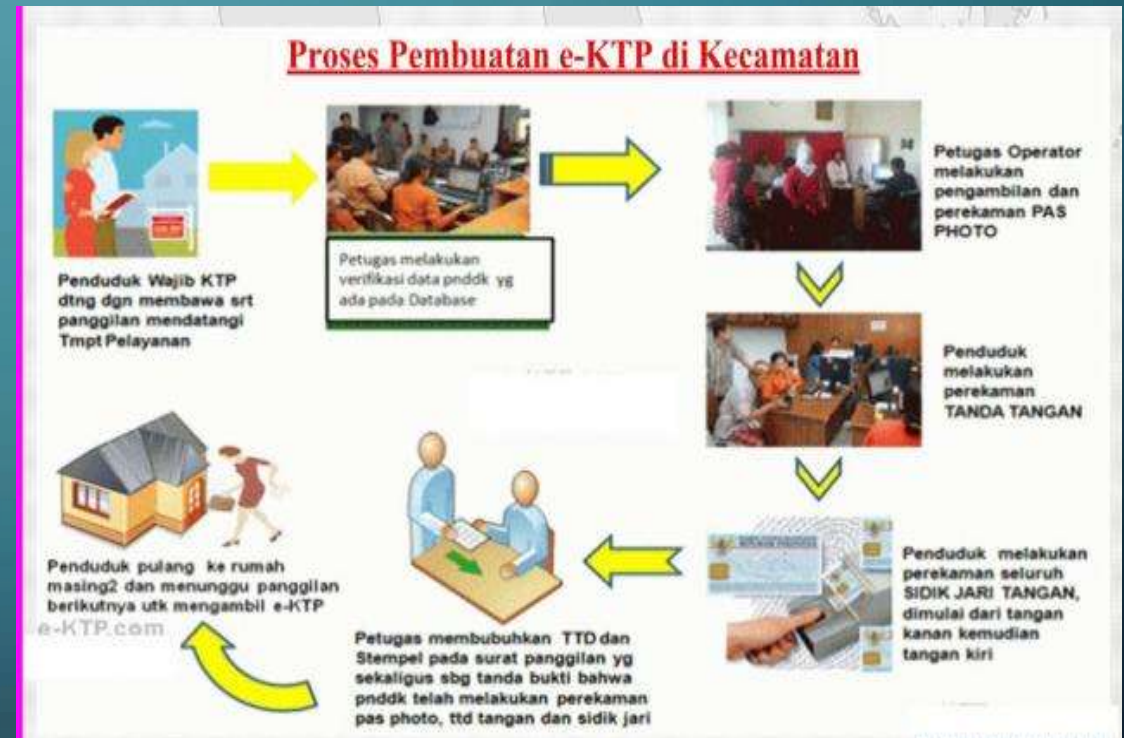 Proses Pembuatan e-KTP di Kecamatan
Penduduk Wajib KTP
dtng dgn membawa srt
panggilan mendatangi
Tmpt Pelayanan
Petugas melakukan
verifikasi data pnddk yg
ada pada Database
Petugas Operator
melakukan
pengambilan dan
perekaman PAS
PHOTO
Penduduk
melakukan
perekaman
TANDA TANGAN
Penduduk melakukan
perekaman seluruh
SIDIK JARI TANGAN,
dimulai dari tangan
kanan kemudian
tangan kiri
Petugas membubuhkan TTD dan
Stempel pada surat panggilan yg
sekaligus sbg tanda bukti bahwa
pnddk telah melakukan perekaman
pas photo, ttd tangan dan sidik jari
Penduduk pulang ke rumah
masing2 dan menunggu panggilan
berikutnya utk mengambil e-KTP
e-KTP.com